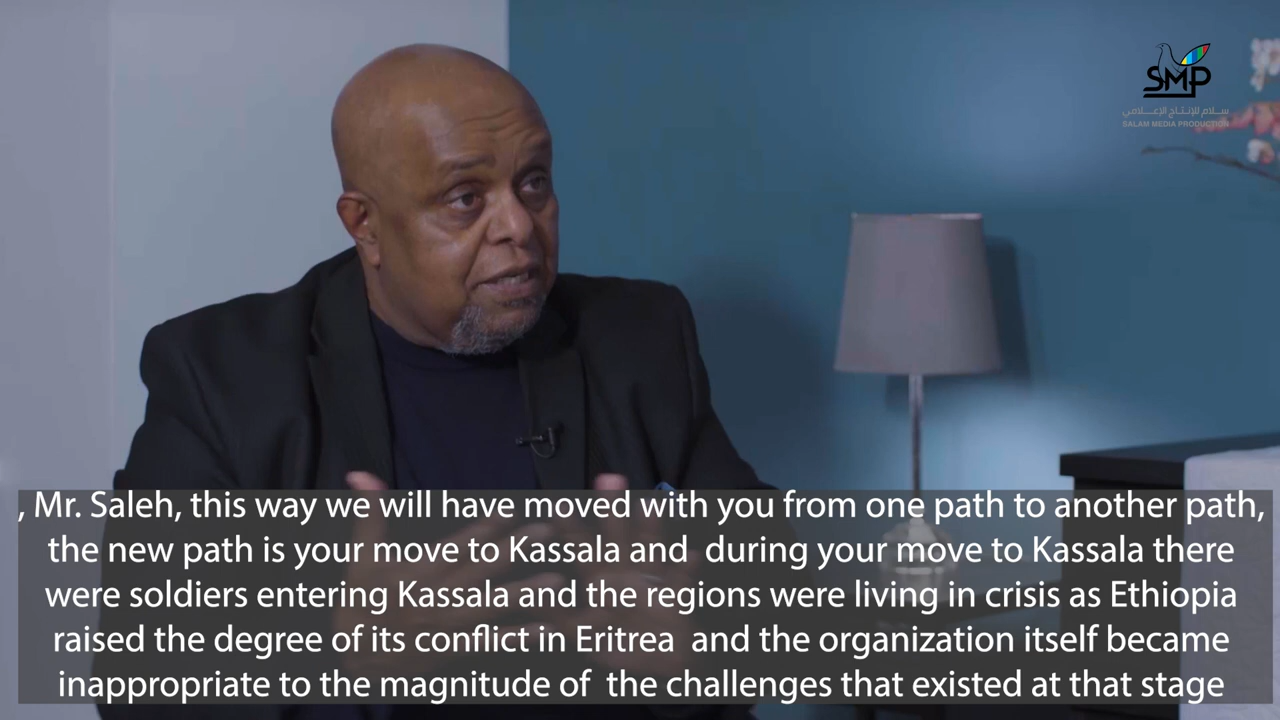 SMP
سلام للإنتاج الإعلامي
SALAM MEDIA PRODUCTION
, Mr. Saleh, this way we will have moved with you from one path to another path,
the new path is your move to Kassala and  during your move to Kassala there
were soldiers entering Kassala and the regions were living in crisis as Ethiopia
raised the degree of its conflict in Eritrea  and the organization itself became
inappropriate to the magnitude of  the challenges that existed at that stage